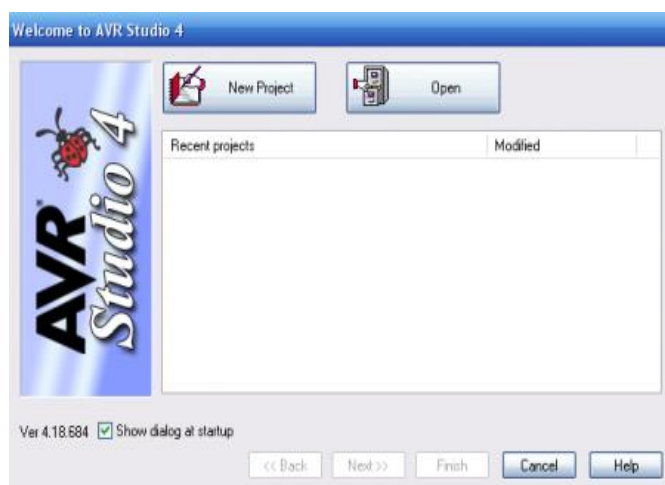 Welcome to AVR Studio 4
New Project
Open
Recent projects
Modified
AVR
Studio 4
Ver 4.18.684
Show dialog at startup
<< Back
Next >>
Finish
Cancel
Help